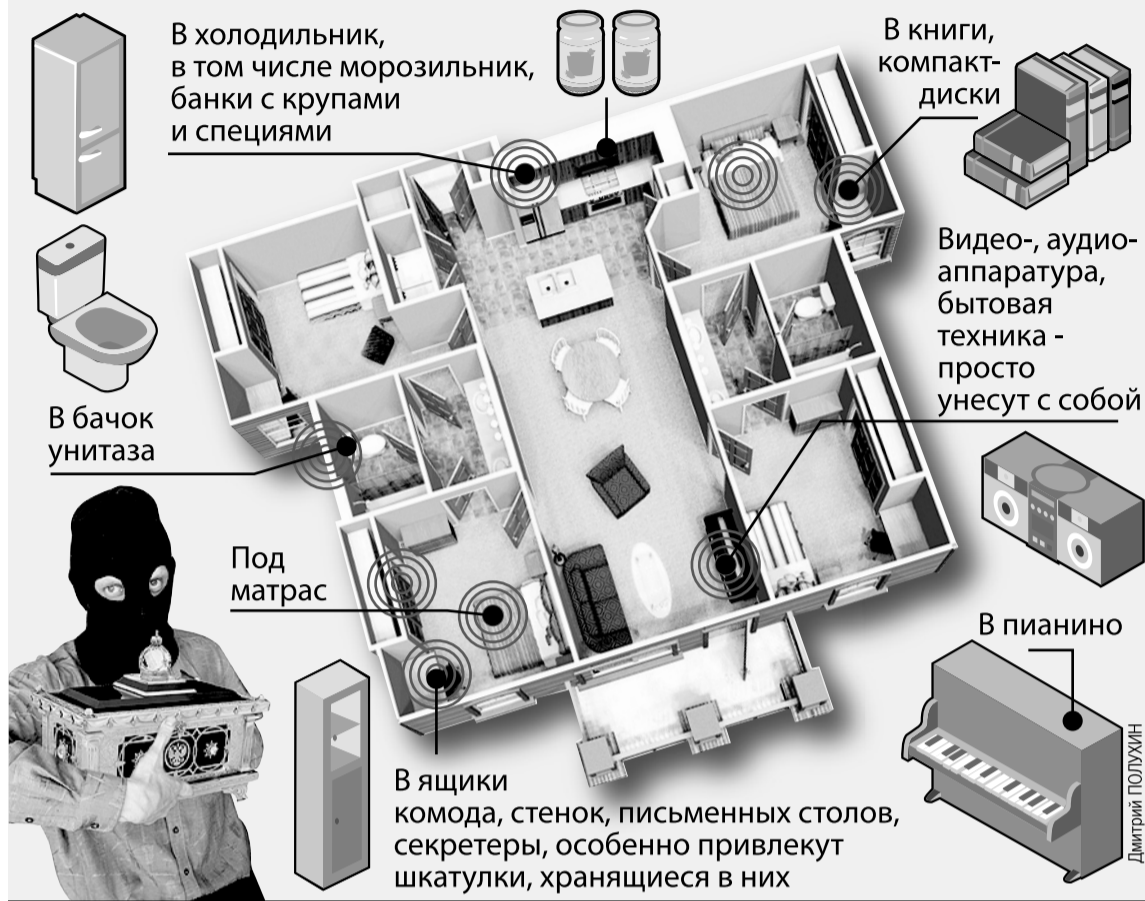 В холодильник,
в том числе морозильник,
банки с крупами
и специями
В книги,
компакт-
диски
Видео-, аудио-
аппаратура,
бытовая
техника -
просто
унесут с собой
В бачок
унитаза
Под
матрас
В пианино
В ящики
комода, стенок, письменных столов,
секретеры, особенно привлекут
шкатулки, хранящиеся в них
Дмитрий ПОЛУХИН